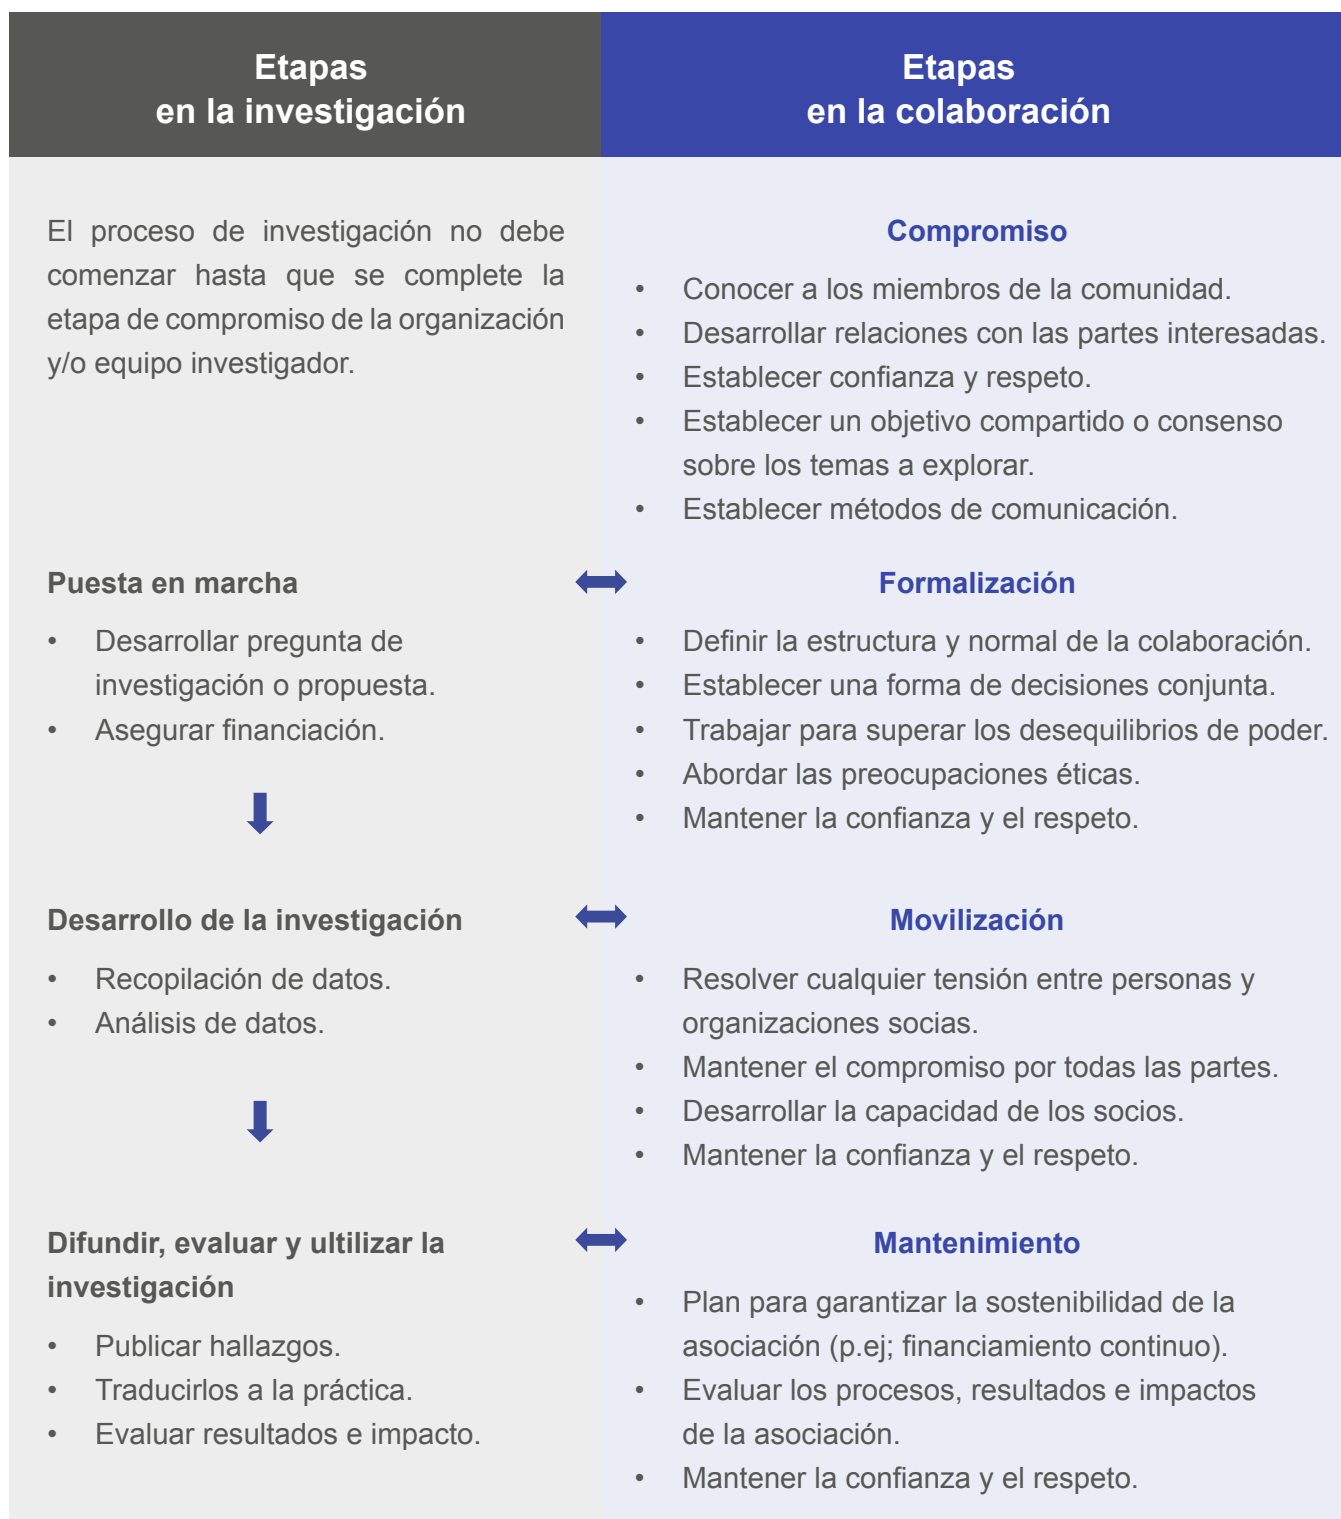 Etapas
en la investigación
Etapas
en la colaboración
El proceso de investigación no debe
comenzar hasta que se complete la
etapa de compromiso de la organización
y/o equipo investigador.
Compromiso
• Conocer a los miembros de la comunidad.
• Desarrollar relaciones con las partes interesadas.
• Establecer confianza y respeto.
• Establecer un objetivo compartido o consenso
sobre los temas a explorar.
• Establecer métodos de comunicación.
Puesta en marcha
• Desarrollar pregunta de
investigación o propuesta.
• Asegurar financiación.
Formalización
• Definir la estructura y normal de la colaboración.
• Establecer una forma de decisiones conjunta.
• Trabajar para superar los desequilibrios de poder.
• Abordar las preocupaciones éticas.
• Mantener la confianza y el respeto.
Desarrollo de la investigación
• Recopilación de datos.
• Análisis de datos.
Movilización
• Resolver cualquier tensión entre personas y
organizaciones socias.
• Mantener el compromiso por todas las partes.
• Desarrollar la capacidad de los socios.
• Mantener la confianza y el respeto.
Difundir, evaluar y ultilizar la
investigación
• Publicar hallazgos.
• Traducirlos a la práctica.
• Evaluar resultados e impacto.
Mantenimiento
• Plan para garantizar la sostenibilidad de la
asociación (p.ej; financiamiento continuo).
• Evaluar los procesos, resultados e impactos
de la asociación.
• Mantener la confianza y el respeto.